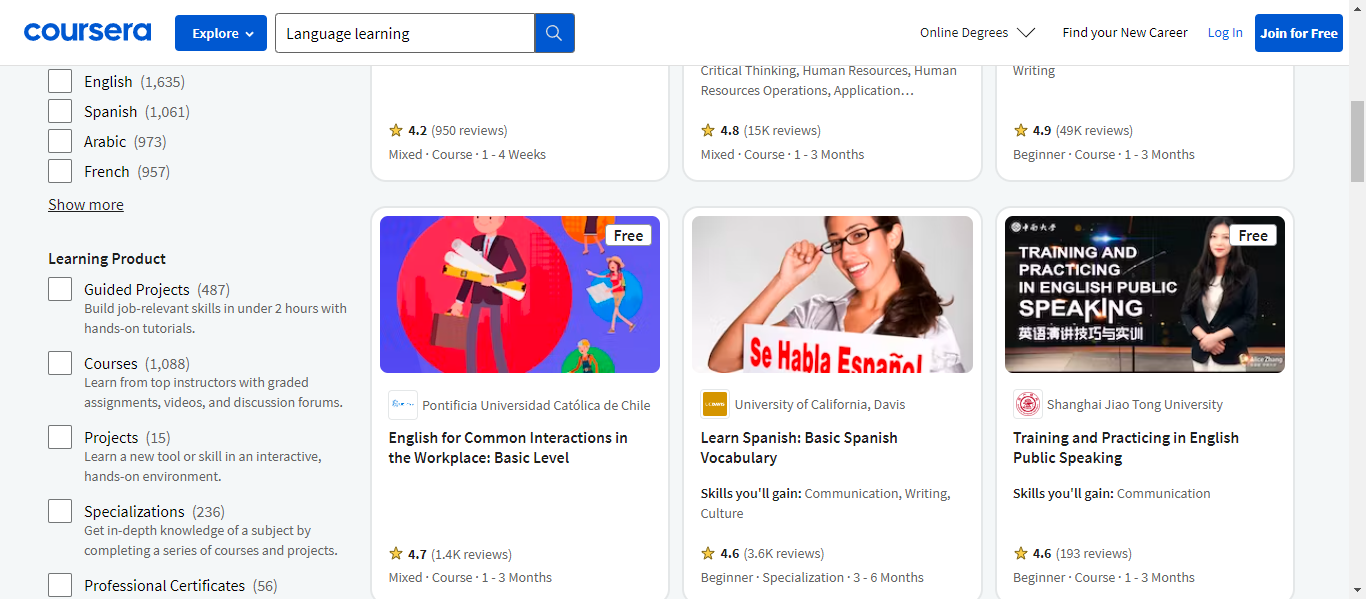 coursera
Explore
Language learning
Online Degrees
Find your New Career
Log In
Join for Free
English (1,635)
Spanish (1,061)
Arabic (973)
French (957)
Show more
Learning Product
Guided Projects (487)
Build job-relevant skills in under 2 hours with
hands-on tutorials.
Courses (1,088)
Learn from top instructors with graded
assignments, videos, and discussion forums.
Projects (15)
Learn a new tool or skill in an interactive,
hands-on environment.
Specializations (236)
Get in-depth knowledge of a subject by
completing a series of courses and projects.
Professional Certificates (56)
4.2 (950 reviews)
Mixed · Course · 1 - 4 Weeks
Critical Thinking, Human Resources, Human
Resources Operations, Application…
4.8 (15K reviews)
Mixed · Course · 1 - 3 Months
Writing
4.9 (49K reviews)
Beginner · Course · 1 - 3 Months
Free
Pontificia Universidad Católica de Chile
English for Common Interactions in
the Workplace: Basic Level
4.7 (1.4K reviews)
Mixed · Course · 1 - 3 Months
Se Habla Español
University of California, Davis
Learn Spanish: Basic Spanish
Vocabulary
Skills you'll gain: Communication, Writing,
Culture
4.6 (3.6K reviews)
Beginner · Specialization · 3 - 6 Months
中南大学
Free
TRAINING AND
PRACTICING
IN ENGLISH PUBLIC
SPEAKING
英语演讲技巧与实训
Alice Zhang
Shanghai Jiao Tong University
Training and Practicing in English
Public Speaking
Skills you'll gain: Communication
4.6 (193 reviews)
Beginner · Course · 1 - 3 Months